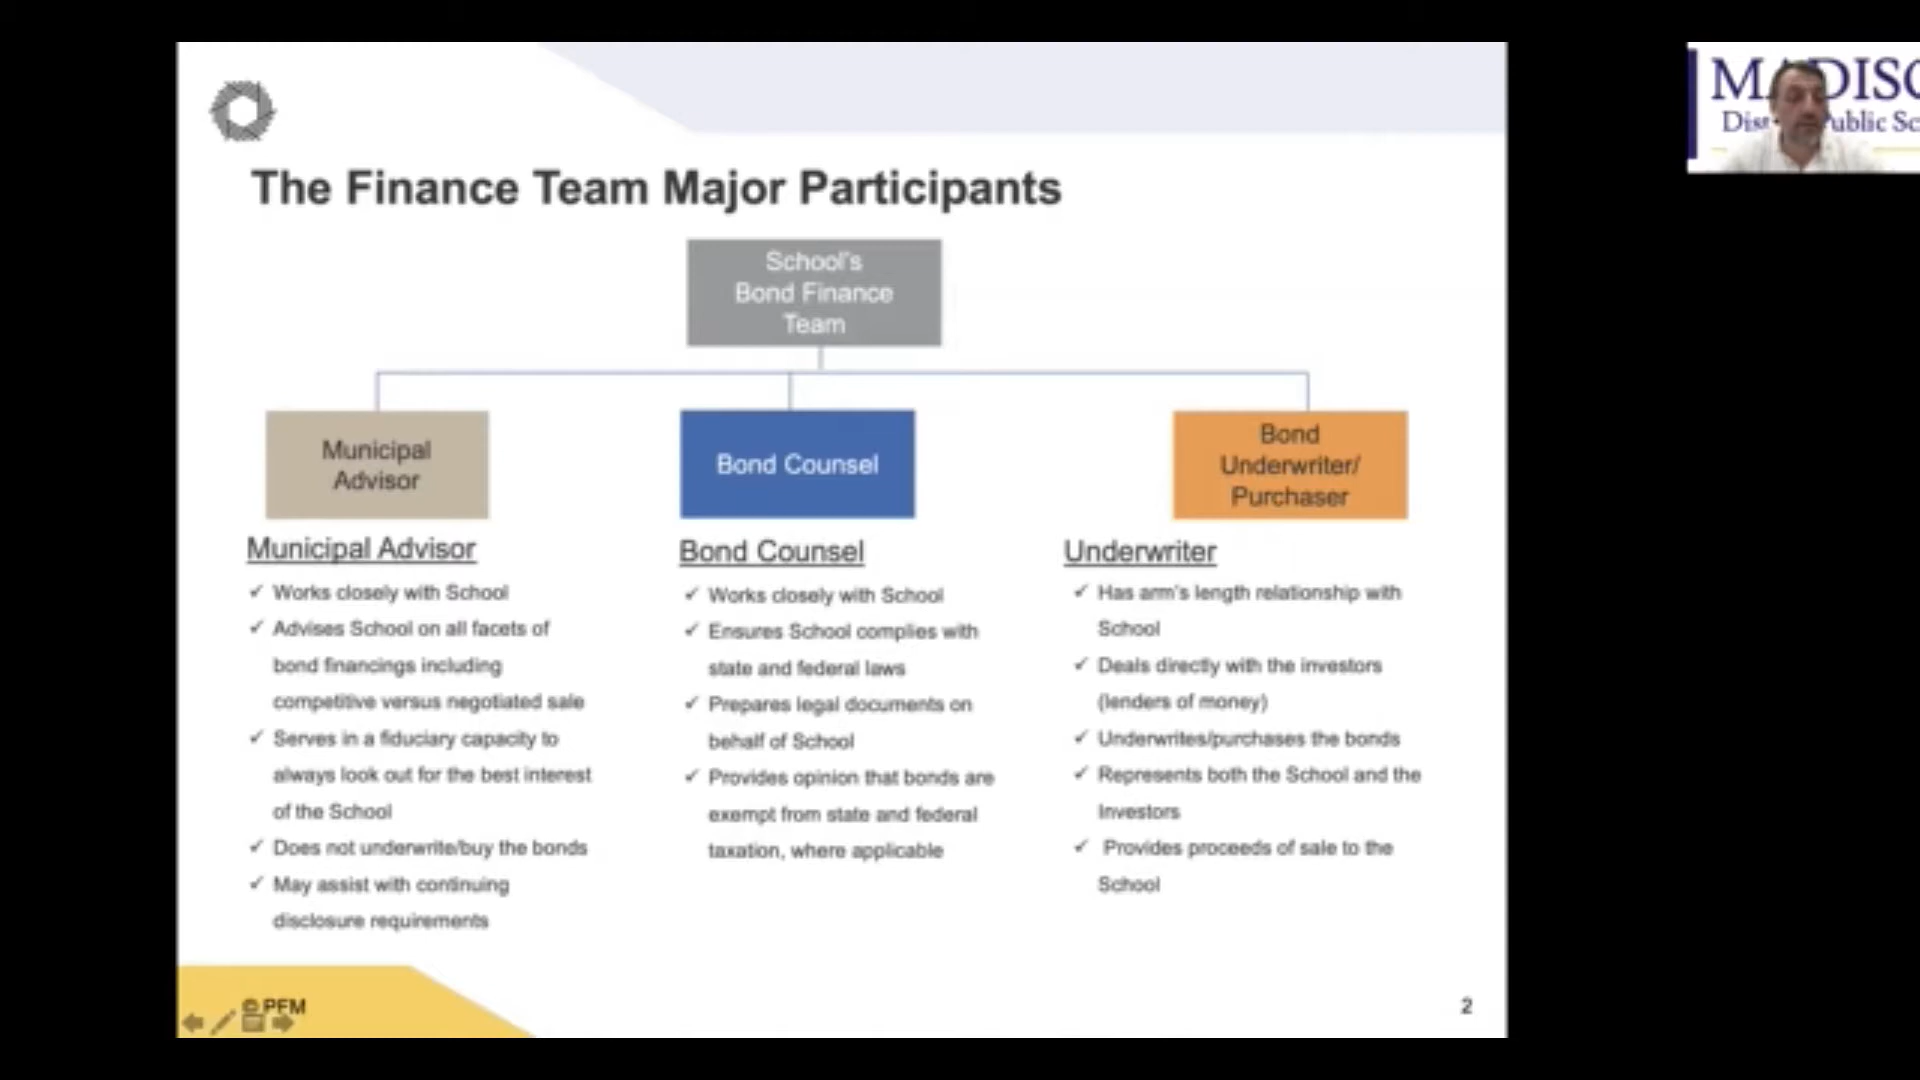 The Finance Team Major Participants
School's
Bond Finance
Team
Municipal
Advisor
Bond Counsel
Bond
Underwriter/
Purchaser
Municipal Advisor
✓ Works closely with School
✓ Advises School on all facets of
bond financings including
competitive versus negotiated sale
✓ Serves in a fiduciary capacity to
always look out for the best interest
of the School
✓ Does not underwrite/buy the bonds
✓ May assist with continuing
disclosure requirements
Bond Counsel
✓ Works closely with School
✓ Ensures School complies with
state and federal laws
✓ Prepares legal documents on
behalf of School
✓ Provides opinion that bonds are
exempt from state and federal
taxation, where applicable
Underwriter
✓ Has arm's length relationship with
School
✓ Deals directly with the investors
(lenders of money)
✓ Underwrites/purchases the bonds
✓ Represents both the School and the
Investors
✓ Provides proceeds of sale to the
School
© PFM
2